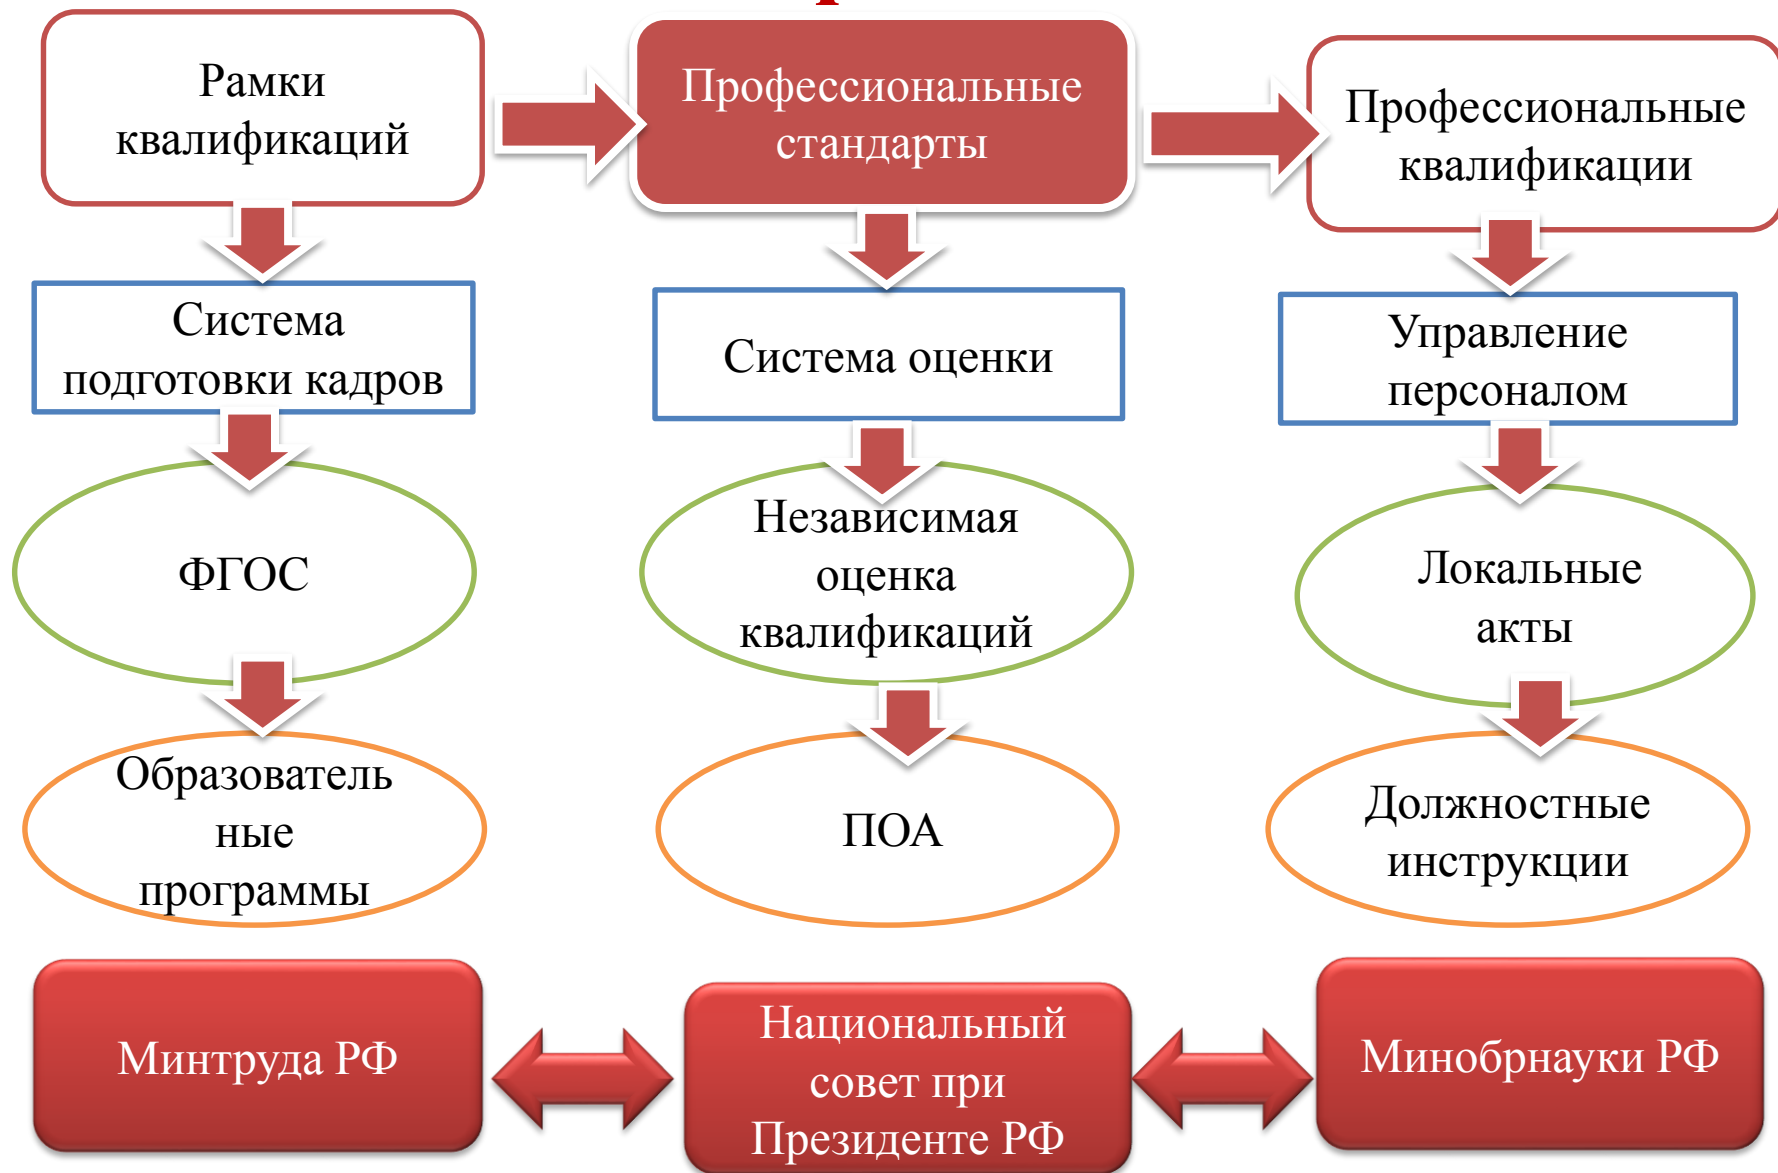 Рамки
квалификаций
Профессиональные
стандарты
Профессиональные
квалификации
Система
подготовки кадров
Система оценки
Управление
персоналом
ФГОС
Независимая
оценка
квалификаций
Локальные
акты
Образователь
ные
программы
ПОА
Должностные
инструкции
Минтруда РФ
Национальный
совет при
Президенте РФ
Минобрнауки РФ